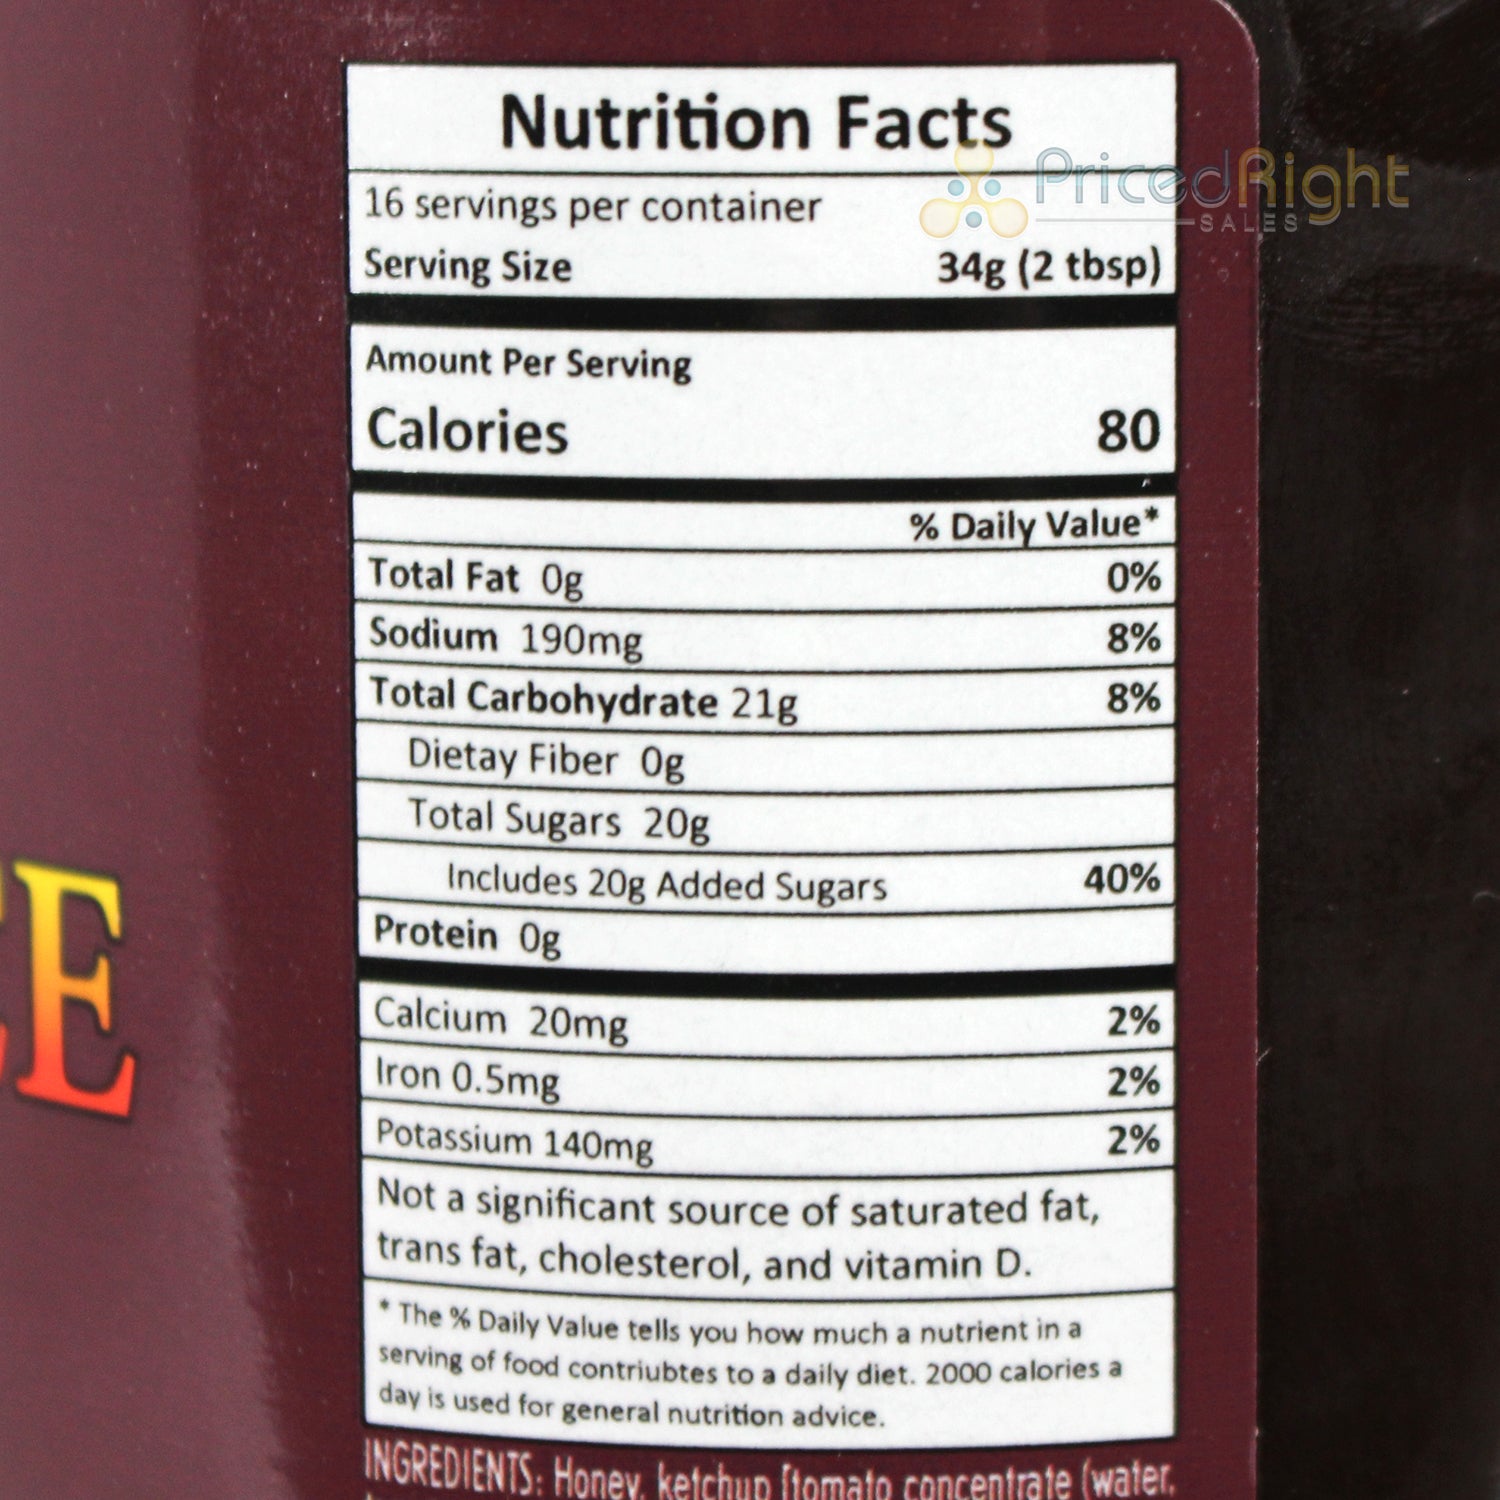 Nutrition Facts
PricedRight
SALES
16 servings per container
Serving Size 34g (2 tbsp)
Amount Per Serving
Calories 80
% Daily Value*
Total Fat 0g 0%
Sodium 190mg 8%
Total Carbohydrate 21g 8%
Dietay Fiber 0g
Total Sugars 20g
Includes 20g Added Sugars 40%
Protein 0g
Calcium 20mg 2%
Iron 0.5mg 2%
Potassium 140mg 2%
Not a significant source of saturated fat,
trans fat, cholesterol, and vitamin D.
* The % Daily Value tells you how much a nutrient in a
serving of food contriubtes to a daily diet. 2000 calories a
day is used for general nutrition advice.
INGREDIENTS: Honey, ketchup [tomato concentrate (water,